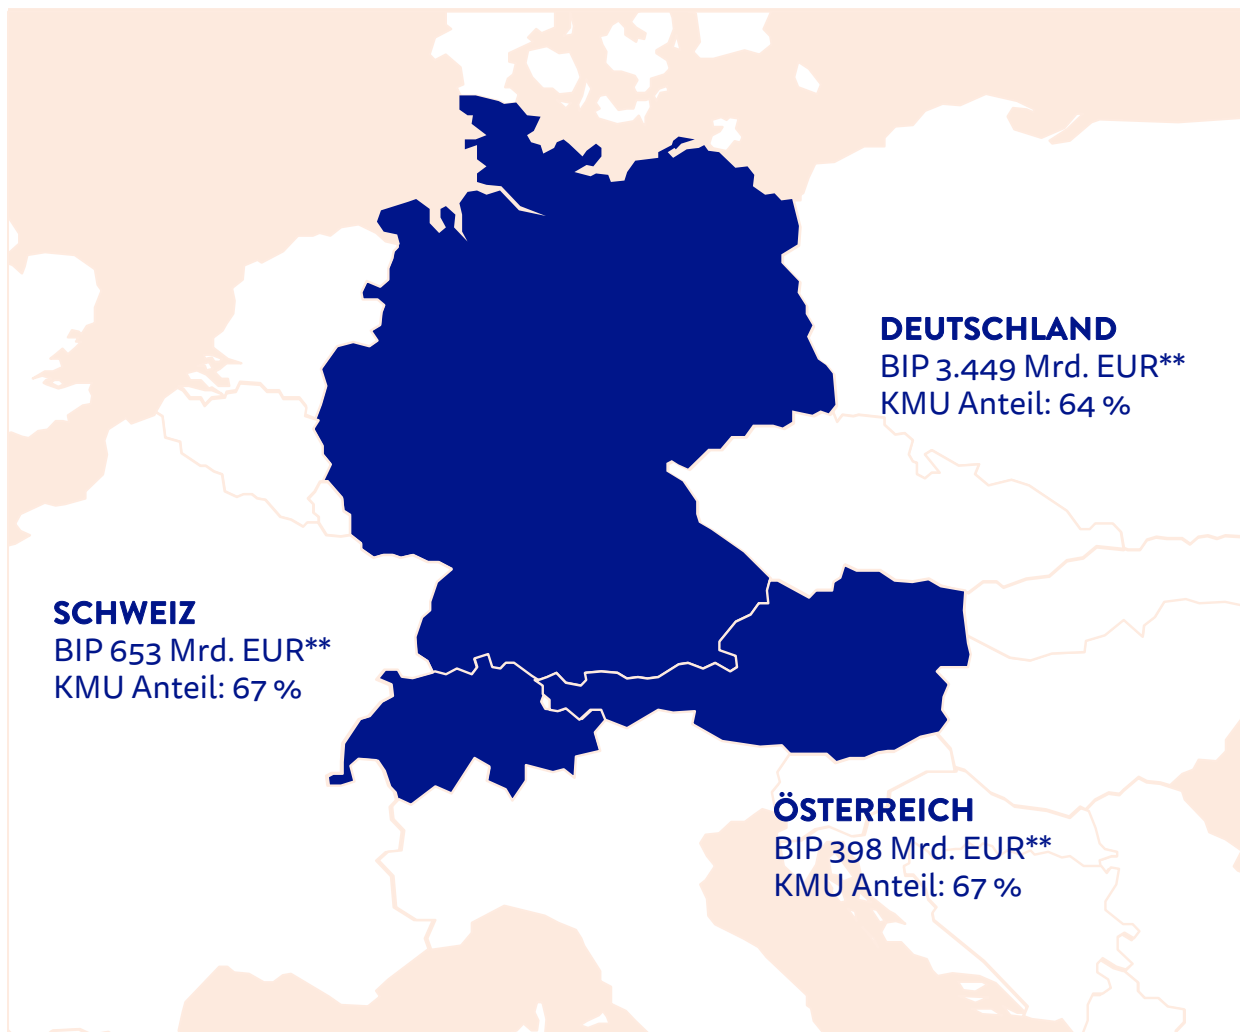 DEUTSCHLAND
BIP 3.449 Mrd. EUR**
KMU Anteil: 64 %
SCHWEIZ
BIP 653 Mrd. EUR**
KMU Anteil: 67 %
ÖSTERREICH
BIP 398 Mrd. EUR**
KMU Anteil: 67 %